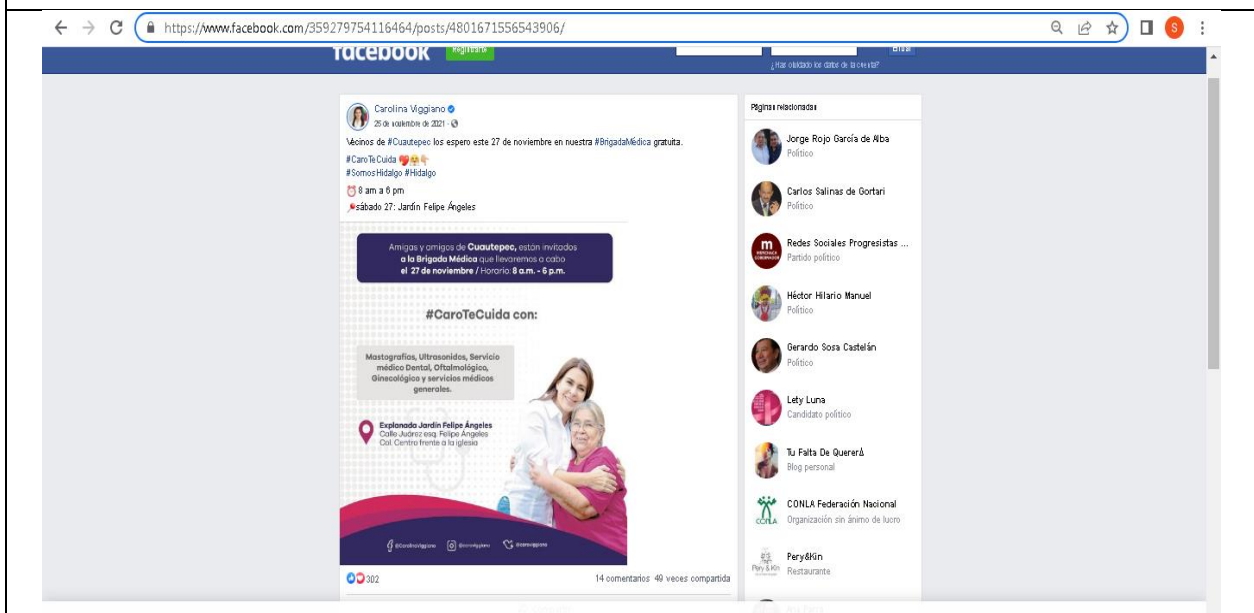 https://www.facebook.com/359279754116464/posts/4801671556543906/
S
facebook
Registrarte
¿Has olvidado los datos de la cuenta?
Carolina Viggiano
25 de noviembre de 2021
Vecinos de #Cuautepec los espero este 27 de noviembre en nuestra #BrigadaMédica gratuita.
#CaroTeCuida
#SomosHidalgo #Hidalgo
8 am a 6 pm
sábado 27: Jardín Felipe Ángeles
Amigas y amigos de Cuautepec, están invitados
a la Brigada Médica que llevaremos a cabo
el 27 de noviembre / Horario: 8 a.m. - 6 p.m.
#CaroTeCuida con:
Mastografías, Ultrasonidos, Servicio
médico Dental, Oftalmológico,
Ginecológico y servicios médicos
generales.
Explanada Jardín Felipe Ángeles
Calle Juárez esq. Felipe Ángeles
Col. Centro frente a la iglesia
302
14 comentarios 49 veces compartida
Páginas relacionadas
Jorge Rojo García de Alba
Político
Carlos Salinas de Gortari
Político
Redes Sociales Progresistas ...
Partido político
Héctor Hilario Manuel
Político
Gerardo Sosa Castelán
Político
Lety Luna
Candidato político
Tu Falta De QuererÁ
Blog personal
CONLA Federación Nacional
Organización sin ánimo de lucro
Pery&Kin
Restaurante